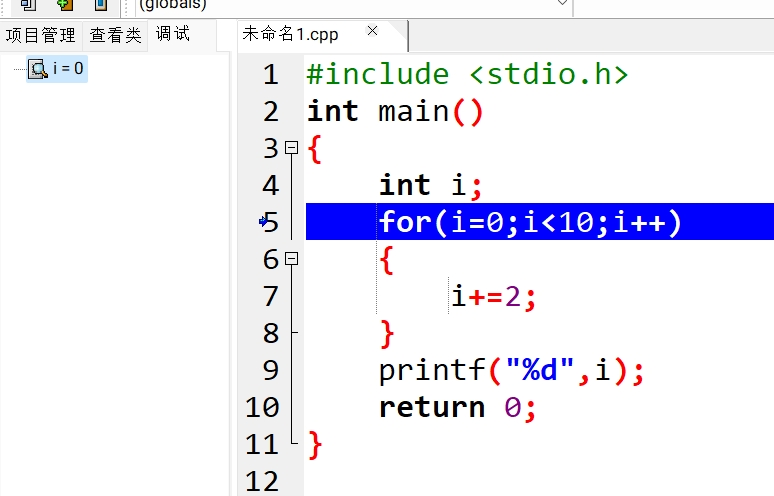 (globals)
项目管理 查看类 调试
未命名1.cpp
i = 0
1 #include <stdio.h>
2 int main()
3 {
4 int i;
5 for(i=0;i<10;i++)
6 {
7 i+=2;
8 }
9 printf("%d",i);
10 return 0;
11 }
12